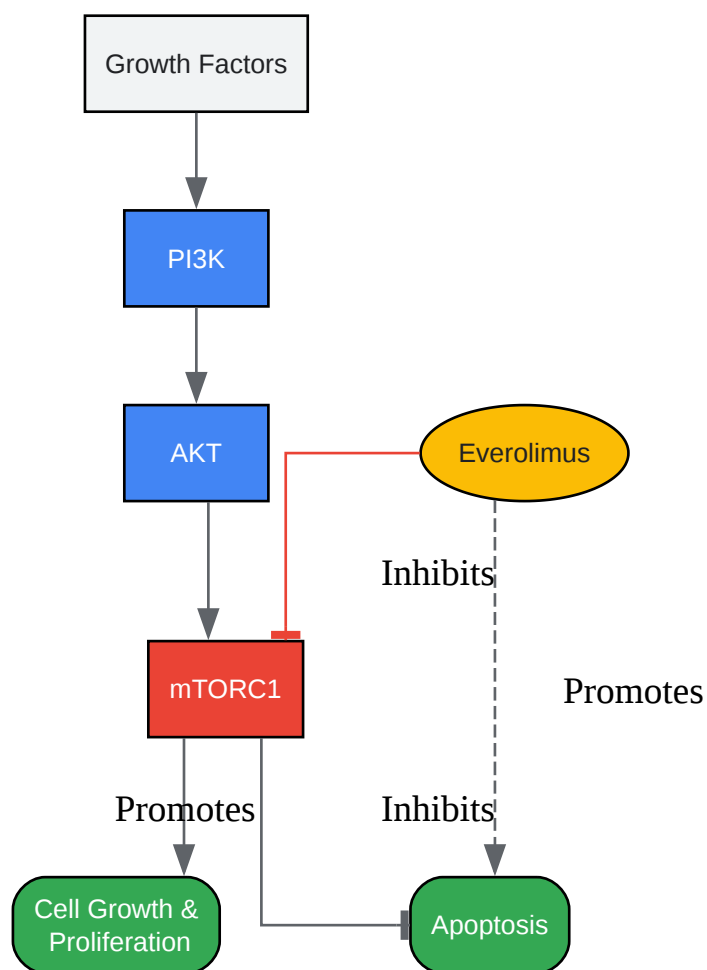 Growth Factors
PI3K
AKT
Everolimus
Inhibits
mTORC1
Promotes
Promotes
Inhibits
Cell Growth &
Proliferation
Apoptosis